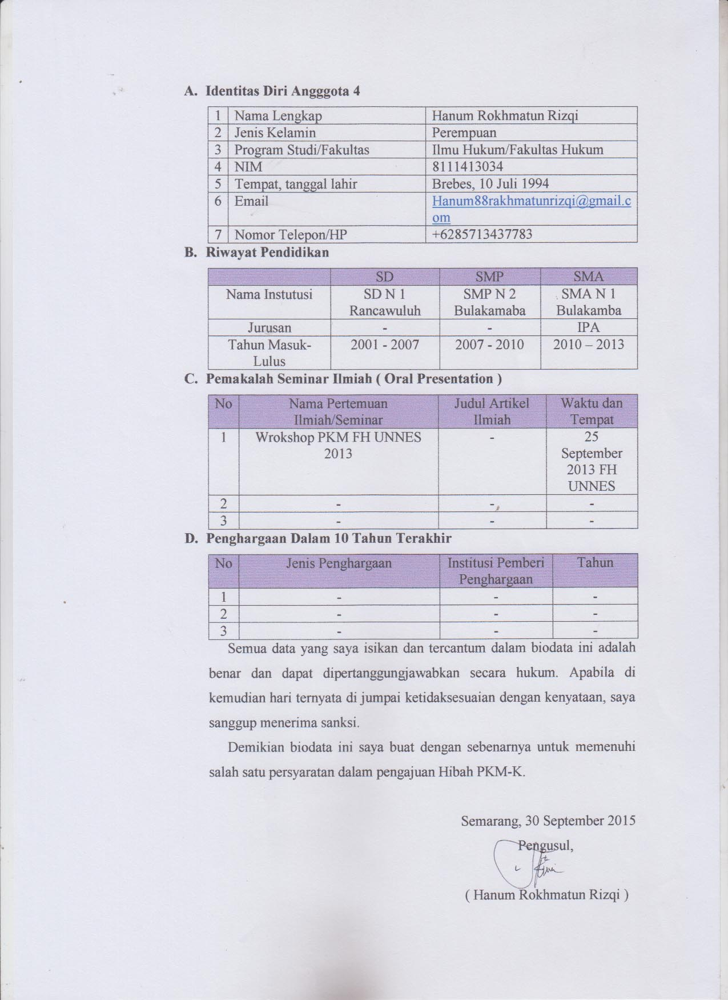 A. Identitas Diri Angggota 4
1 Nama Lengkap Hanum Rokhmatun Rizqi
2 Jenis Kelamin Perempuan
3 Program Studi/Fakultas Ilmu Hukum/Fakultas Hukum
4 NIM 8111413034
5 Tempat, tanggal lahir Brebes, 10 Juli 1994
6 Email Hanum88rakhmatunrizqi@gmail.c
om
7 Nomor Telepon/HP +6285713437783
B. Riwayat Pendidikan
SD SMP SMA
Nama Instutusi SD N 1 SMP N 2 SMA N 1
Rancawuluh Bulakamaba Bulakamba
Jurusan - - IPA
Tahun Masuk- 2001 - 2007 2007 - 2010 2010 – 2013
Lulus
C. Pemakalah Seminar Ilmiah ( Oral Presentation )
No Nama Pertemuan Judul Artikel Waktu dan
Ilmiah/Seminar Ilmiah Tempat
1 Wrokshop PKM FH UNNES - 25
2013 September
2013 FH
UNNES
2 - - -
3 - - -
D. Penghargaan Dalam 10 Tahun Terakhir
No Jenis Penghargaan Institusi Pemberi Tahun
Penghargaan
1 - - -
2 - - -
3 - - -
Semua data yang saya isikan dan tercantum dalam biodata ini adalah
benar dan dapat dipertanggungjawabkan secara hukum. Apabila di
kemudian hari ternyata di jumpai ketidaksesuaian dengan kenyataan, saya
sanggup menerima sanksi.
Demikian biodata ini saya buat dengan sebenarnya untuk memenuhi
salah satu persyaratan dalam pengajuan Hibah PKM-K.
Semarang, 30 September 2015
Pengusul,
( Hanum Rokhmatun Rizqi )